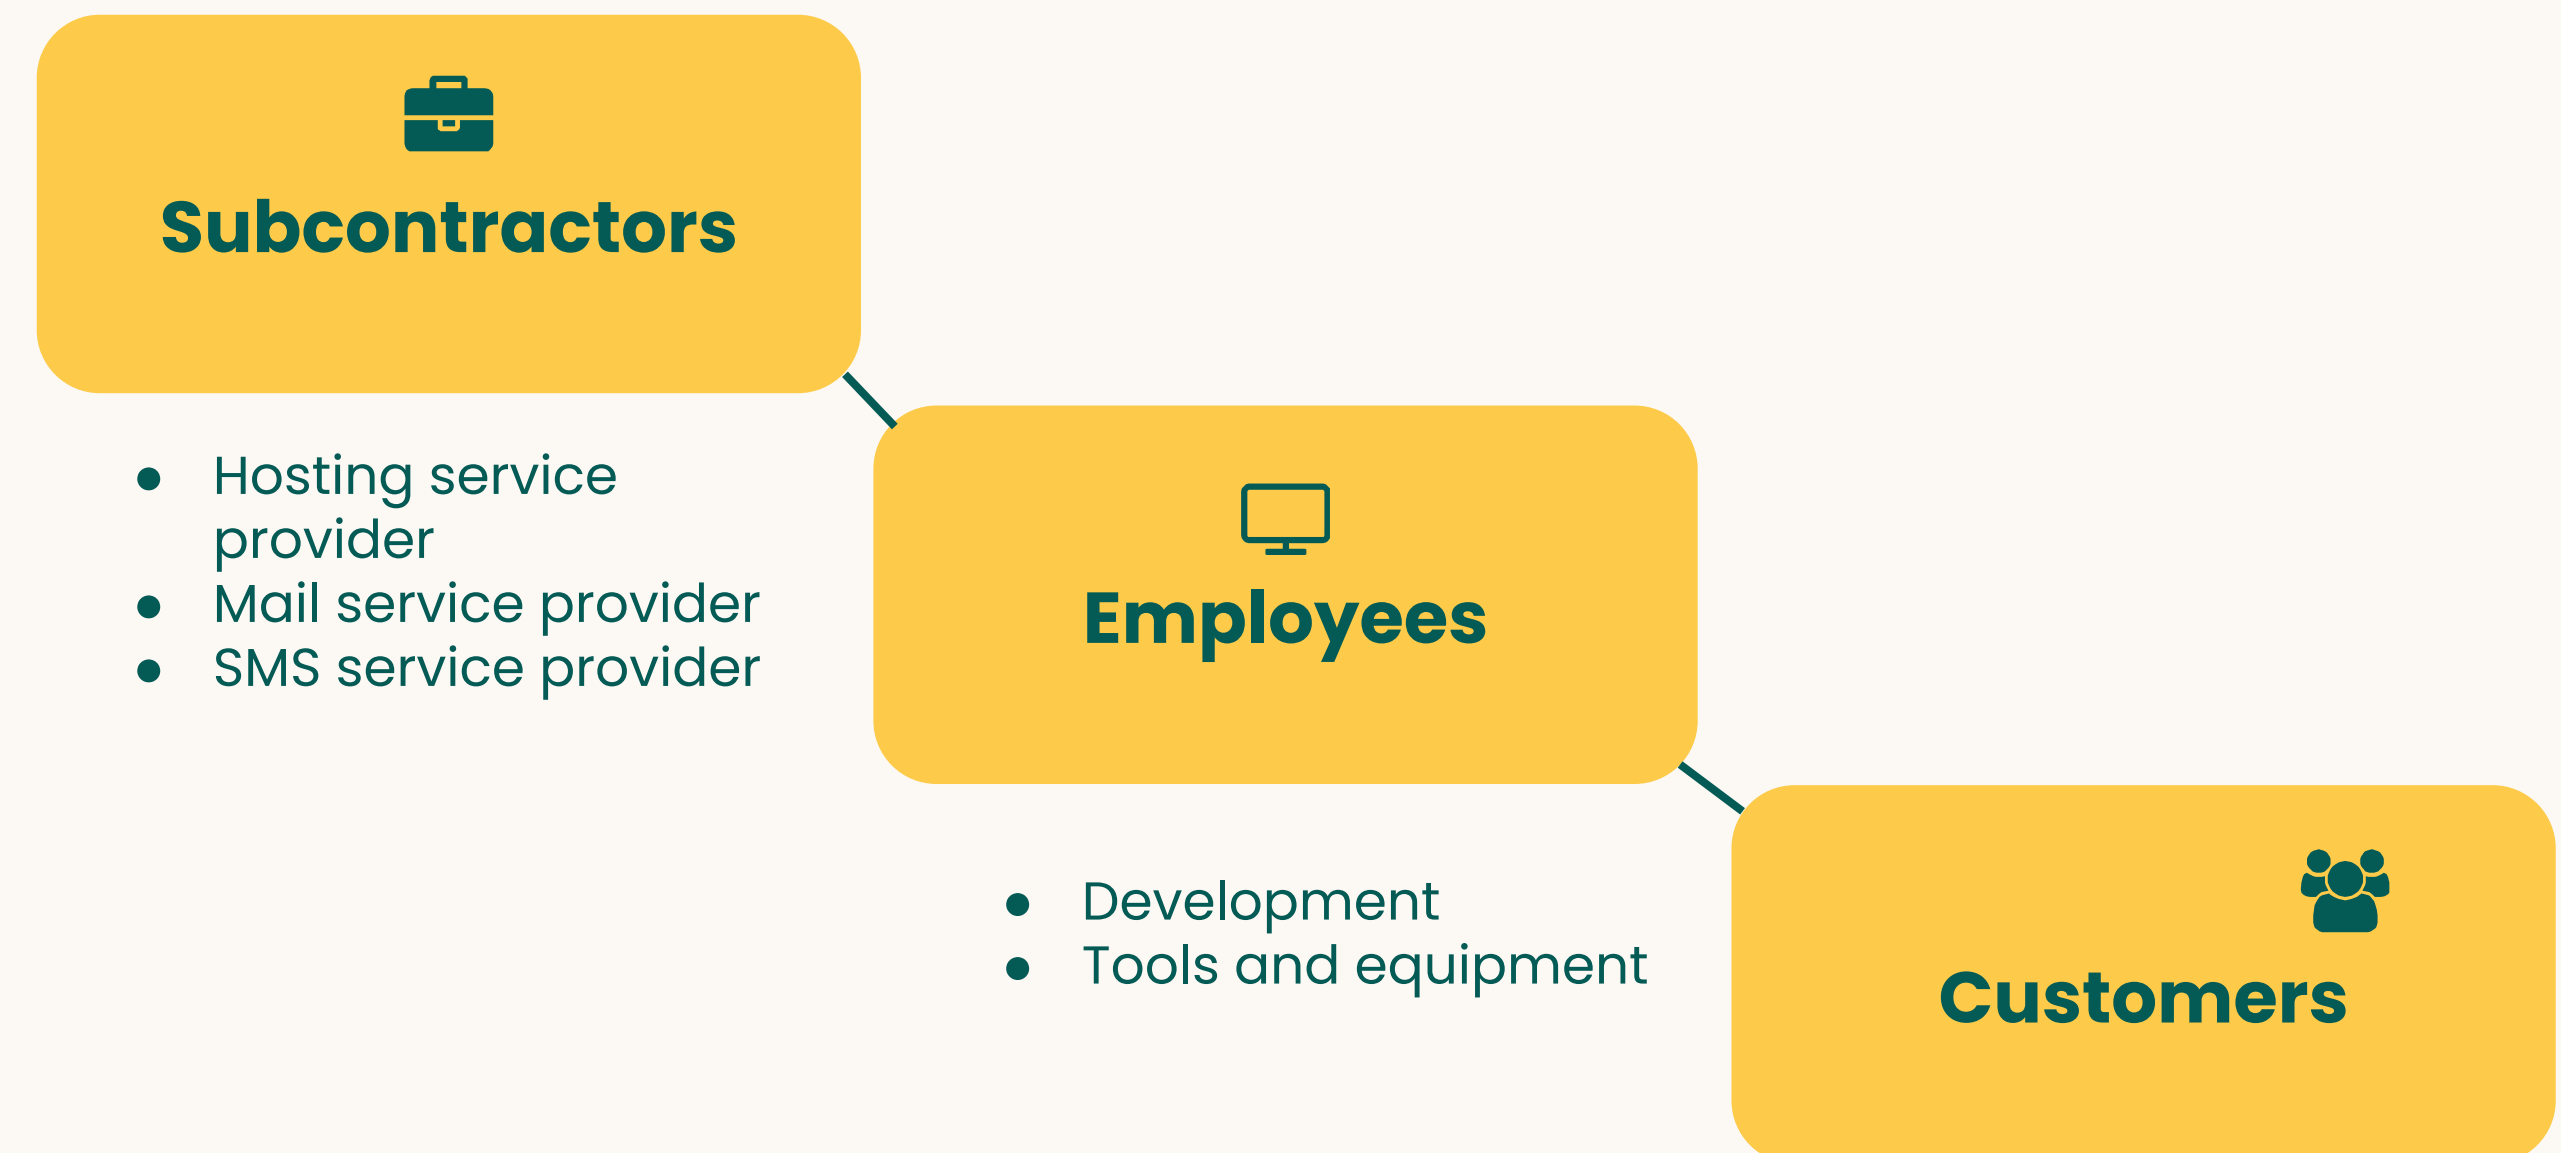 Subcontractors
● Hosting service
provider
● Mail service provider
● SMS service provider
Employees
● Development
● Tools and equipment
Customers